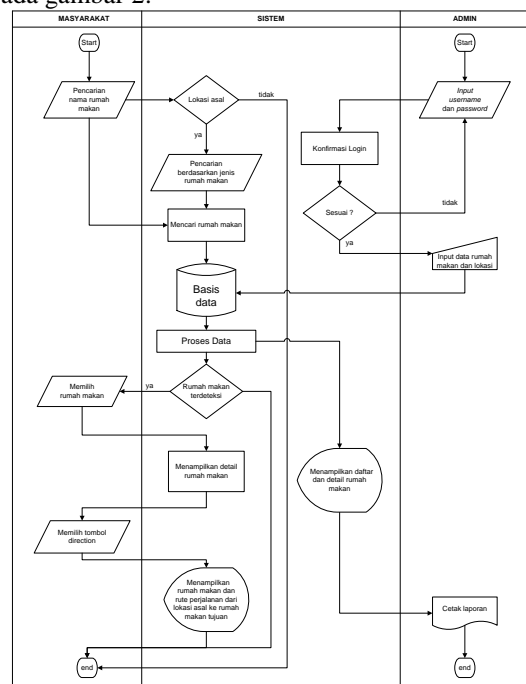 pada gambar 2.
MASYARAKAT
SISTEM
ADMIN
Start
Start
Pencarian
nama rumah
makan
Lokasi asal
tidak
Input
username
dan password
ya
Konfirmasi Login
Pencarian
berdasarkan jenis
rumah makan
tidak
Mencari rumah makan
Sesuai ?
ya
Input data rumah
makan dan lokasi
Basis
data
Proses Data
Memilih
rumah makan
ya
Rumah makan
terdeteksi
Menampilkan detail
rumah makan
Menampilkan daftar
dan detail rumah
makan
Memilih tombol
direction
Menampilkan
rumah makan dan
rute perjalanan dari
lokasi asal ke rumah
makan tujuan
Cetak laporan
end
end